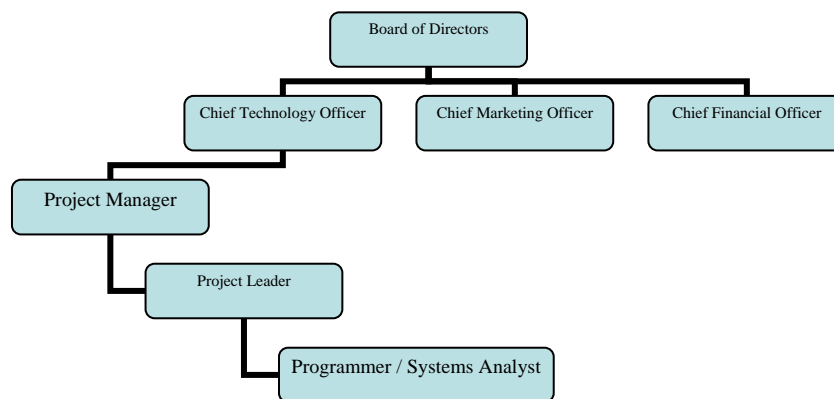 Board of Directors
Chief Technology Officer
Chief Marketing Officer
Chief Financial Officer
Project Manager
Project Leader
Programmer / Systems Analyst